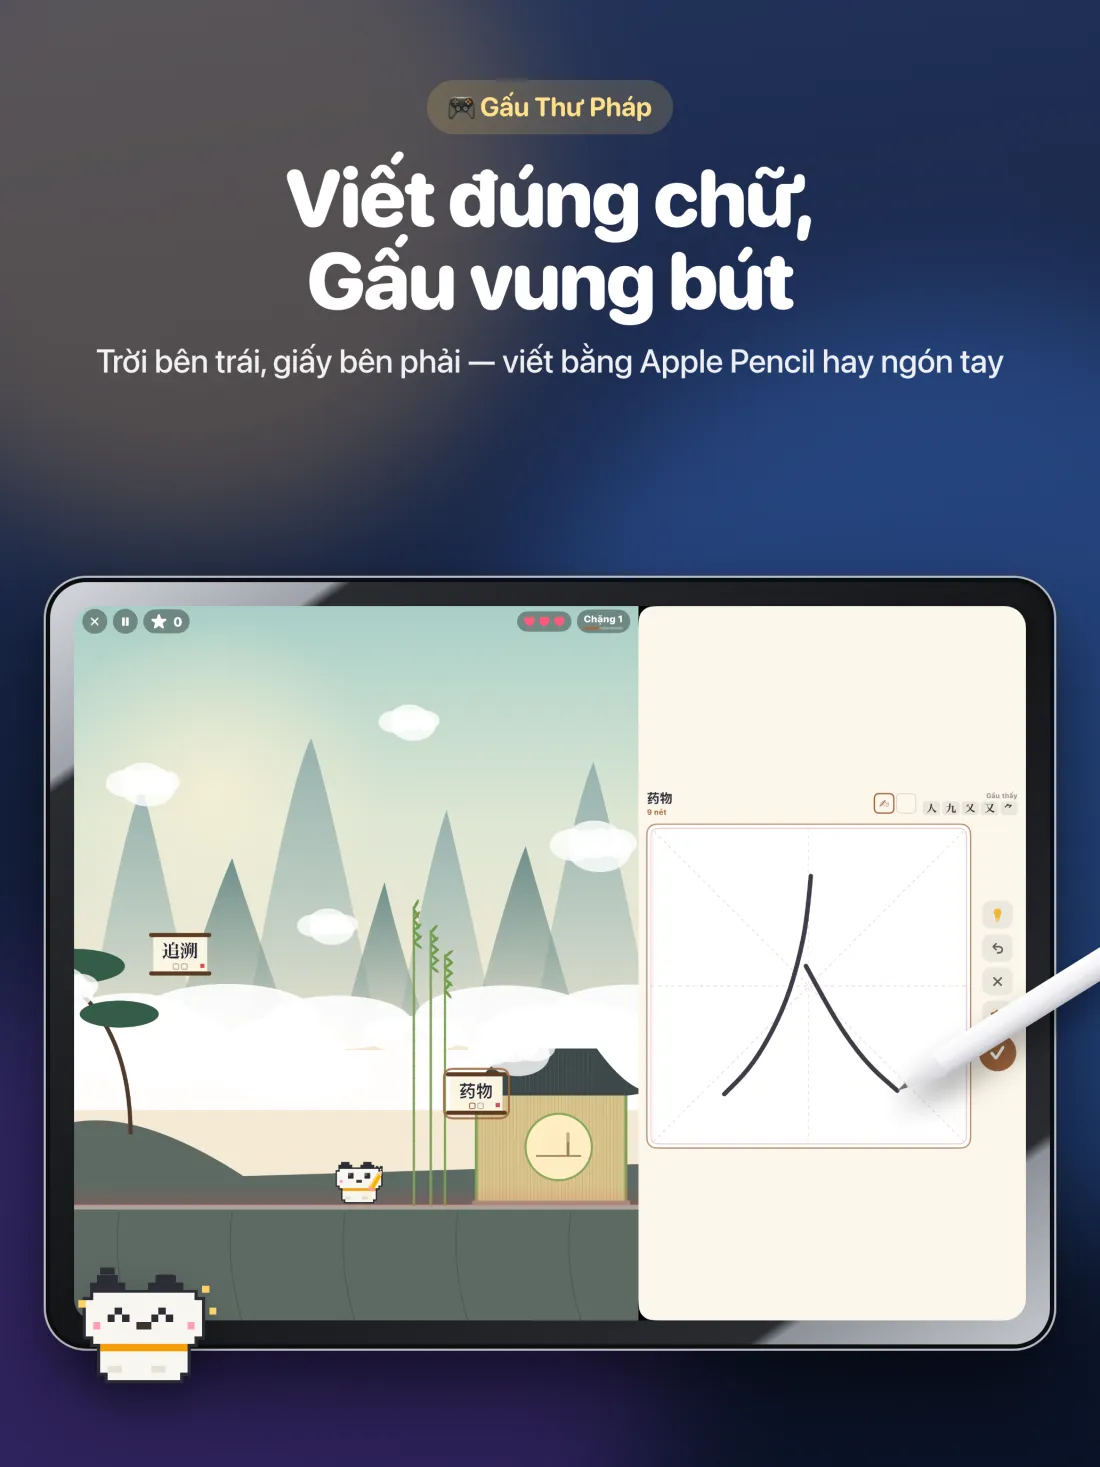 Gấu Thư Pháp
Viết đúng chữ,
Gấu vung bút
Trời bên trái, giấy bên phải — viết bằng Apple Pencil hay ngón tay
0
Chặng 1
药物
9 nét
Gấu thấy
人 九 乂 又 ⺈
追溯
药物
人